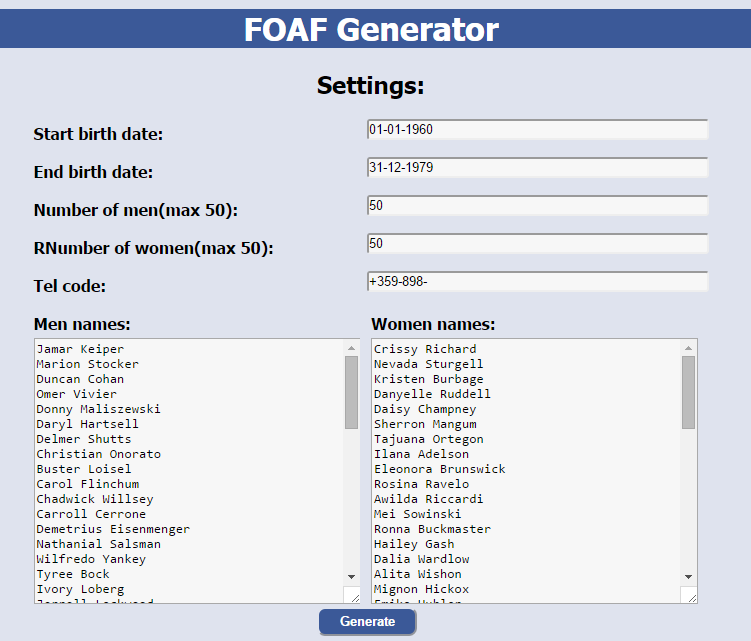 FOAF Generator
Settings:
Start birth date:
01-01-1960
End birth date:
31-12-1979
Number of men(max 50):
50
RNumber of women(max 50):
50
Tel code:
+359-898-
Men names:
Jamar Keiper
Marion Stocker
Duncan Cohan
Omer Vivier
Donny Maliszewski
Daryl Hartsell
Delmer Shutts
Christian Onorato
Buster Loisel
Carol Flinchum
Chadwick Willsey
Carroll Cerrone
Demetrius Eisenmenger
Nathanial Salsman
Wilfredo Yankey
Tyree Bock
Ivory Loberg
Women names:
Crissy Richard
Nevada Sturgell
Kristen Burbage
Danyelle Ruddell
Daisy Champney
Sherron Mangum
Tajuana Ortegon
Ilana Adelson
Eleonora Brunswick
Rosina Ravelo
Awilda Riccardi
Mei Sowinski
Ronna Buckmaster
Hailey Gash
Dalia Wardlow
Alita Wishon
Mignon Hickox
Generate